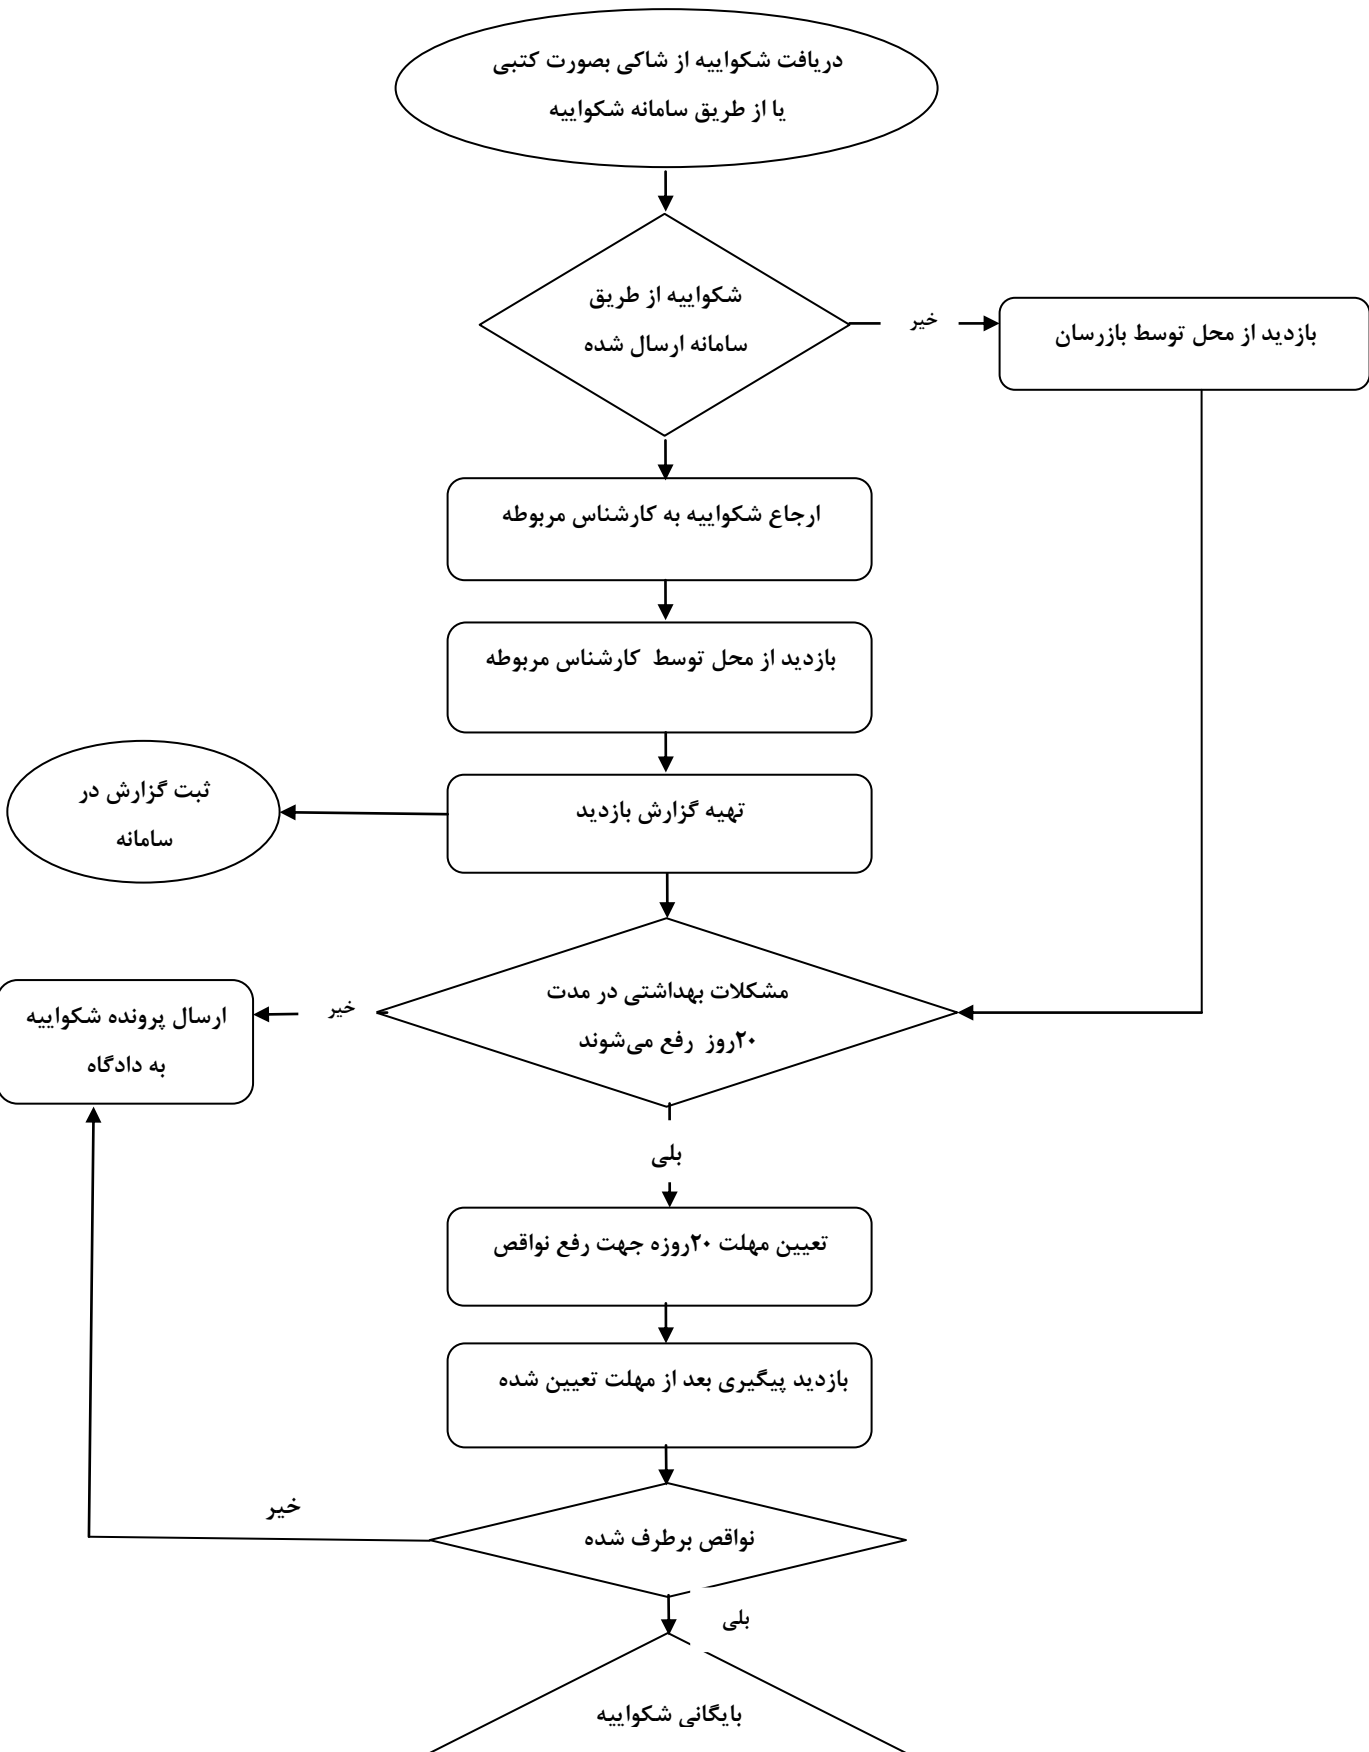 دریافت شکواییه از شاکی بصورت کتبی
یا از طریق سامانه شکواییه
شکواییه از طریق
سامانه ارسال شده
خیر
بازدید از محل توسط بازرسان
ارجاع شکواییه به کارشناس مربوطه
بازدید از محل توسط کارشناس مربوطه
تهیه گزارش بازدید
ثبت گزارش در
سامانه
مشکلات بهداشتی در مدت
۲۰روز رفع می‌شوند
خیر
ارسال پرونده شکواییه
به دادگاه
بلی
تعیین مهلت ۲۰روزه جهت رفع نواقص
بازدید پیگیری بعد از مهلت تعیین شده
نواقص برطرف شده
خیر
بلی
بایگانی شکواییه